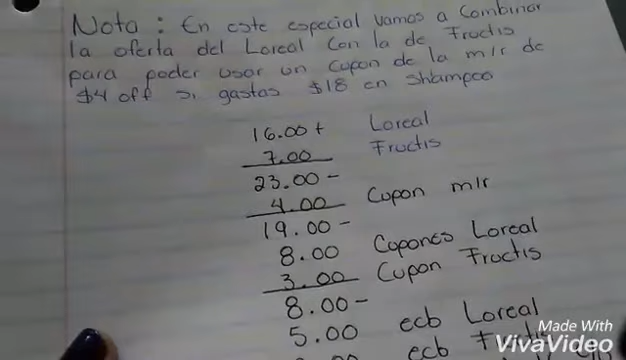 Nota: En este especial vamos a Combinar
la oferta del Loreal con la de Fructis
para poder usar un cupon de la m/r de
$4 off si gastas $18 en shampoo
16.00 + Loreal
7.00 Fructis
23.00 -
4.00 Cupon m/r
19.00 -
8.00 Copones Loreal
3.00 Cupon Fructis
8.00 -
5.00 ecb Loreal
ecb
Made With
VivaVideo